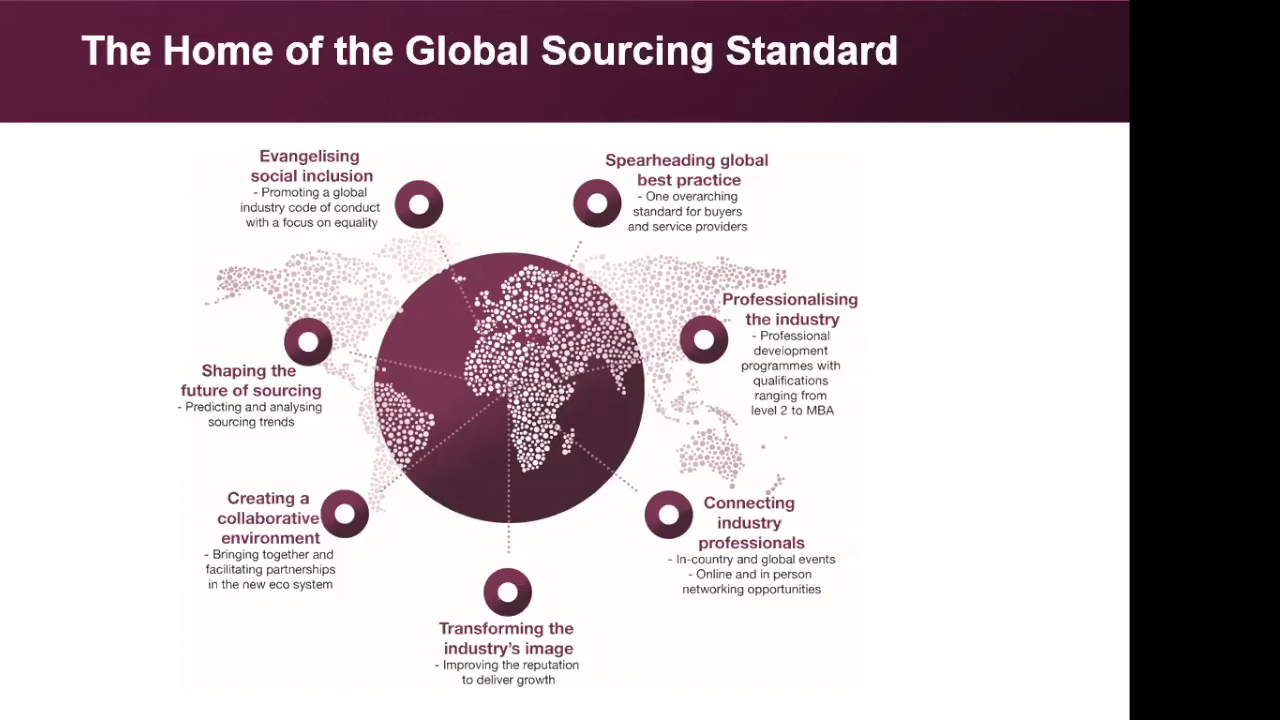 The Home of the Global Sourcing Standard
Evangelising
social inclusion
- Promoting a global
industry code of conduct
with a focus on equality
Spearheading global
best practice
- One overarching
standard for buyers
and service providers
Professionalising
the industry
- Professional
development
programmes with
qualifications
ranging from
level 2 to MBA
Shaping the
future of sourcing
- Predicting and analysing
sourcing trends
Creating a
collaborative
environment
- Bringing together and
facilitating partnerships
in the new eco system
Connecting
industry
professionals
- In-country and global events
- Online and in person
networking opportunities
Transforming the
industry's image
- Improving the reputation
to deliver growth